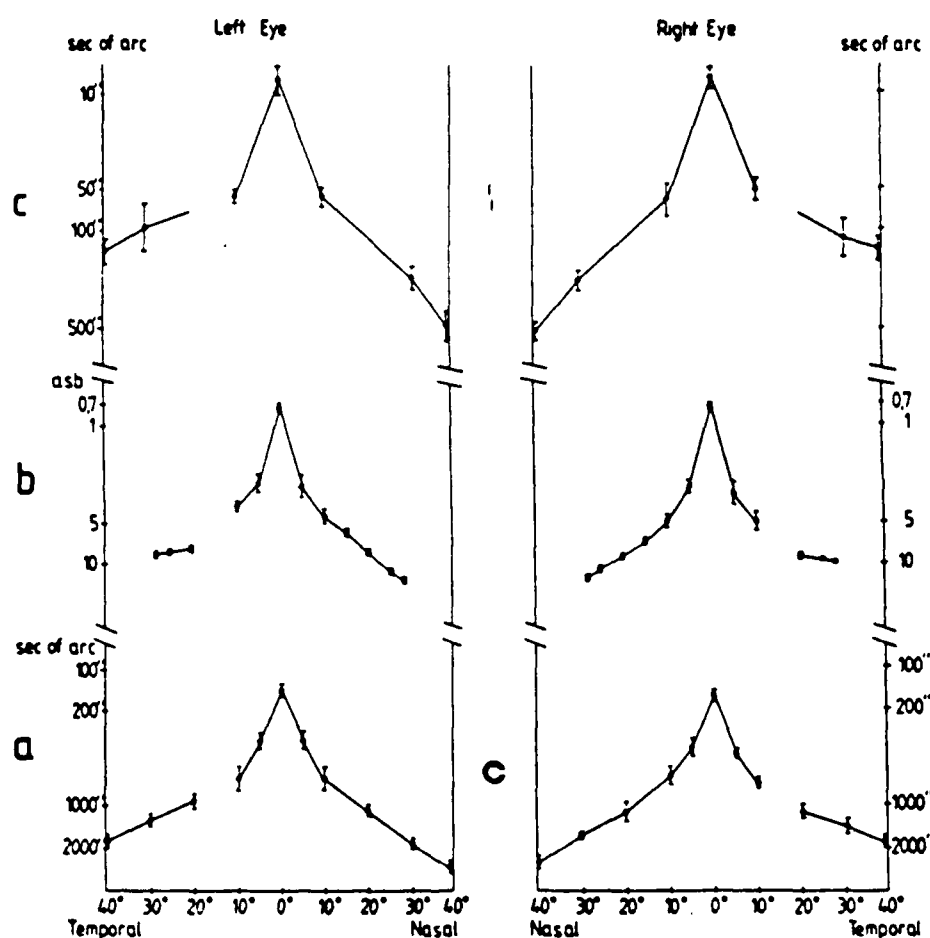 Left Eye Right Eye
sec of arc sec of arc
10'
50'
c
100'
500'
asb
0,7 0,7
1 1
b
5 5
10 10
sec of arc
100' 100"
200' 200"
a c
1000' 1000"
2000' 2000"
40° 30° 20° 10° 0° 10° 20° 30° 40° 40° 30° 20° 10° 0° 10° 20° 30° 40°
Temporal Nasal Nasal Temporal